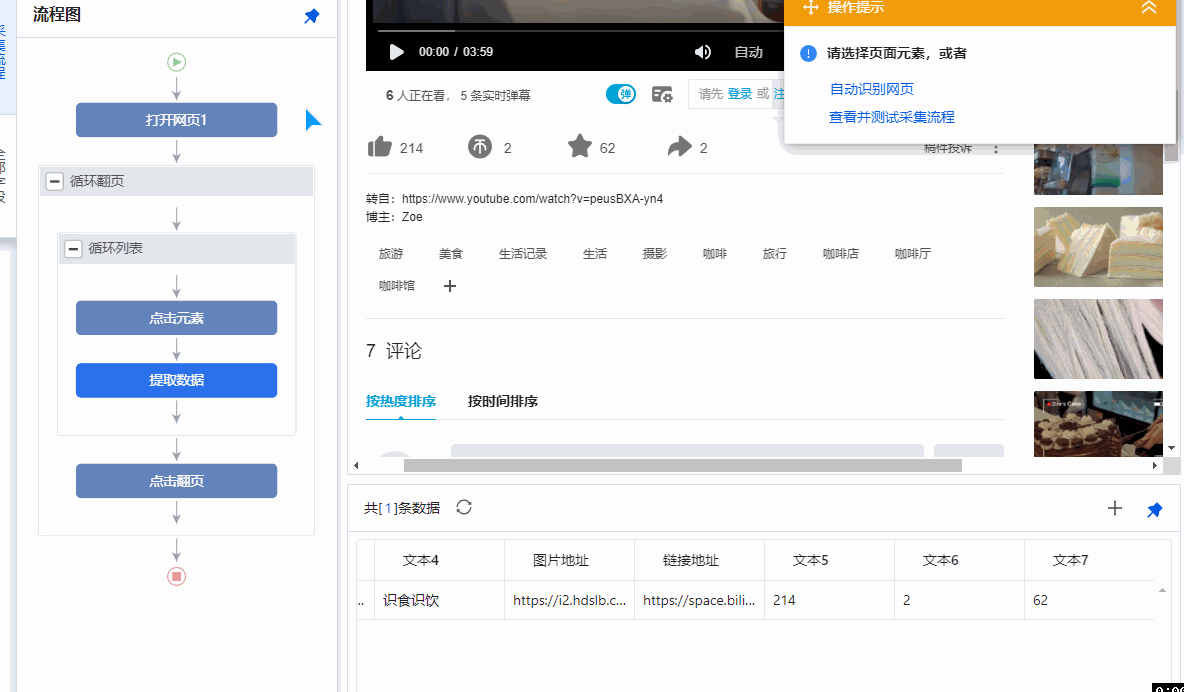 流程图
采集流程
打开网页1
循环翻页
循环列表
点击元素
提取数据
点击翻页
00:00 / 03:59
自动
6 人正在看， 5 条实时弹幕
弹
请先 登录 或 注
214
2
62
2
稿件投诉
转自：https://www.youtube.com/watch?v=peusBXA-yn4
博主：Zoe
旅游 美食 生活记录 生活 摄影 咖啡 旅行 咖啡店 咖啡厅
咖啡馆
7 评论
按热度排序 按时间排序
操作提示
请选择页面元素，或者
自动识别网页
查看并测试采集流程
共[1]条数据
文本4 图片地址 链接地址 文本5 文本6 文本7
.. 识食识饮 https://i2.hdslb.c... https://space.bili... 214 2 62